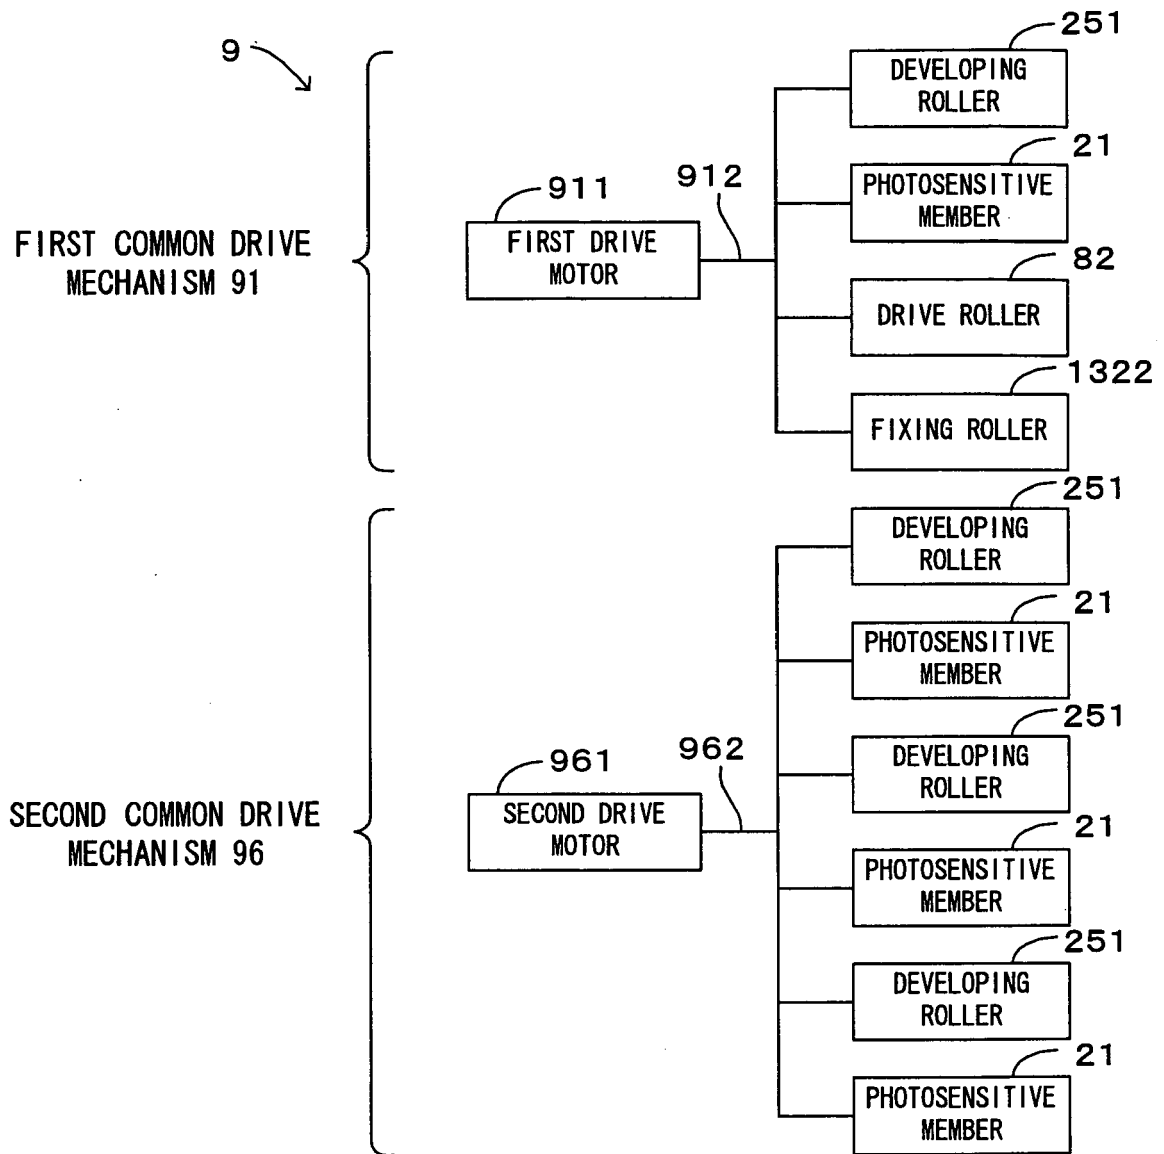 9
FIRST COMMON DRIVE
MECHANISM 91
911
FIRST DRIVE
MOTOR
912
251
DEVELOPING
ROLLER
21
PHOTOSENSITIVE
MEMBER
82
DRIVE ROLLER
1322
FIXING ROLLER
SECOND COMMON DRIVE
MECHANISM 96
961
SECOND DRIVE
MOTOR
962
251
DEVELOPING
ROLLER
21
PHOTOSENSITIVE
MEMBER
251
DEVELOPING
ROLLER
21
PHOTOSENSITIVE
MEMBER
251
DEVELOPING
ROLLER
21
PHOTOSENSITIVE
MEMBER